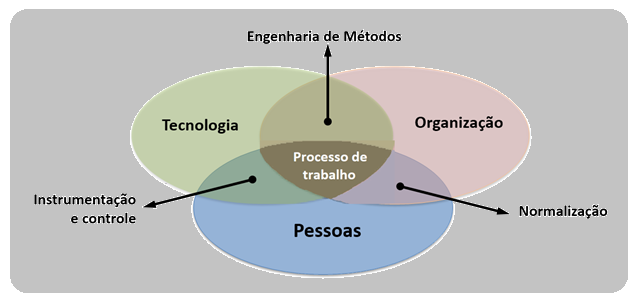 Engenharia de Métodos
Tecnologia
Organização
Processo de
trabalho
Instrumentação
e controle
Normalização
Pessoas